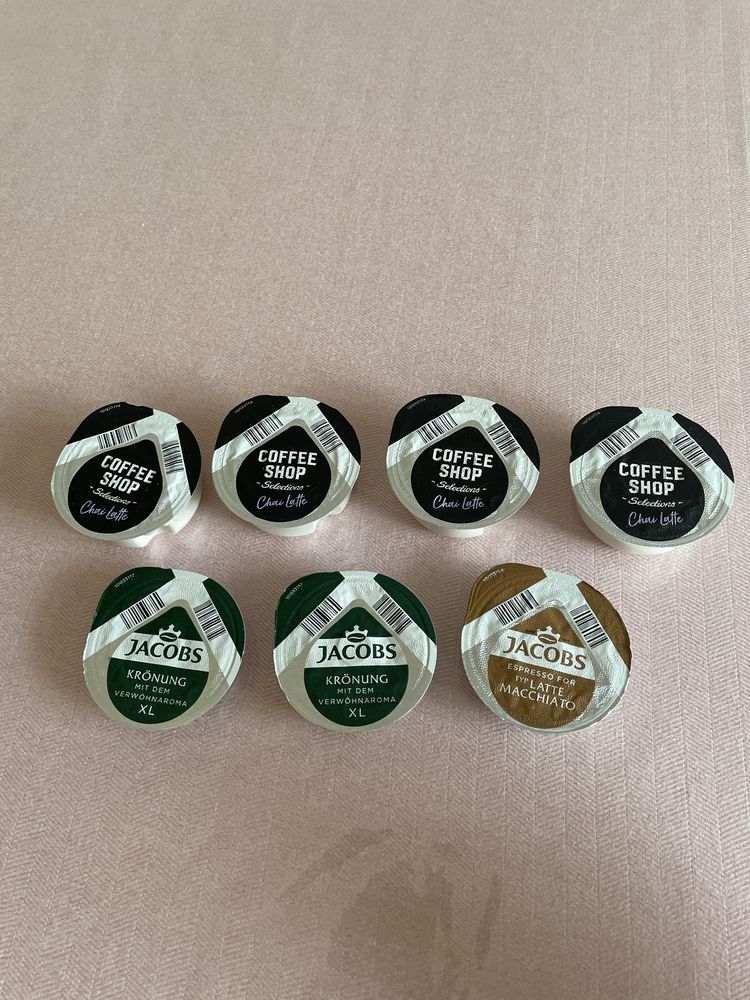 COFFEE
SHOP
- Selections -
Chai Latte
COFFEE
SHOP
- Selections -
Chai Latte
COFFEE
SHOP
- Selections -
Chai Latte
COFFEE
SHOP
- Selections -
Chai Latte
JACOBS
KRÖNUNG
MIT DEM
VERWÖHNAROMA
XL
JACOBS
KRÖNUNG
MIT DEM
VERWÖHNAROMA
XL
JACOBS
ESPRESSO FOR
TYP LATTE
MACCHIATO